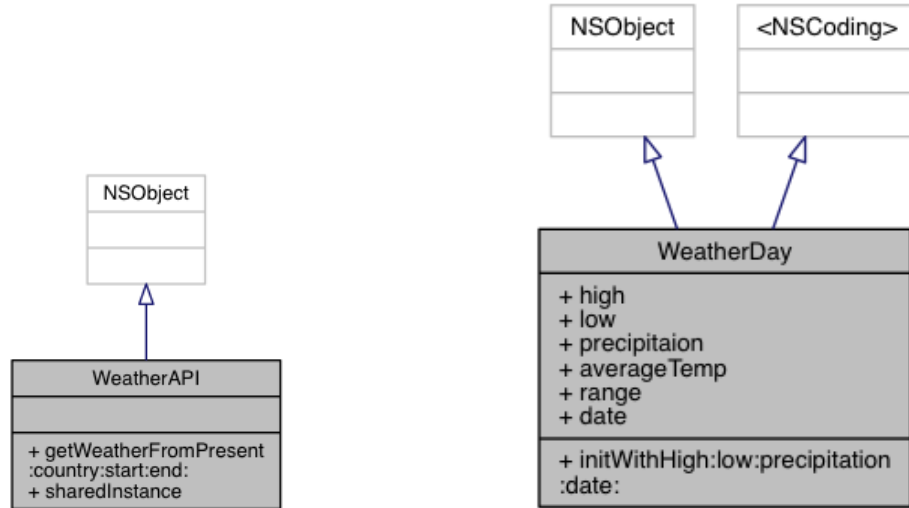 NSObject
WeatherAPI
+ getWeatherFromPresent
:country:start:end:
+ sharedInstance
NSObject
<NSCoding>
WeatherDay
+ high
+ low
+ precipitaion
+ averageTemp
+ range
+ date
+ initWithHigh:low:precipitation
:date: